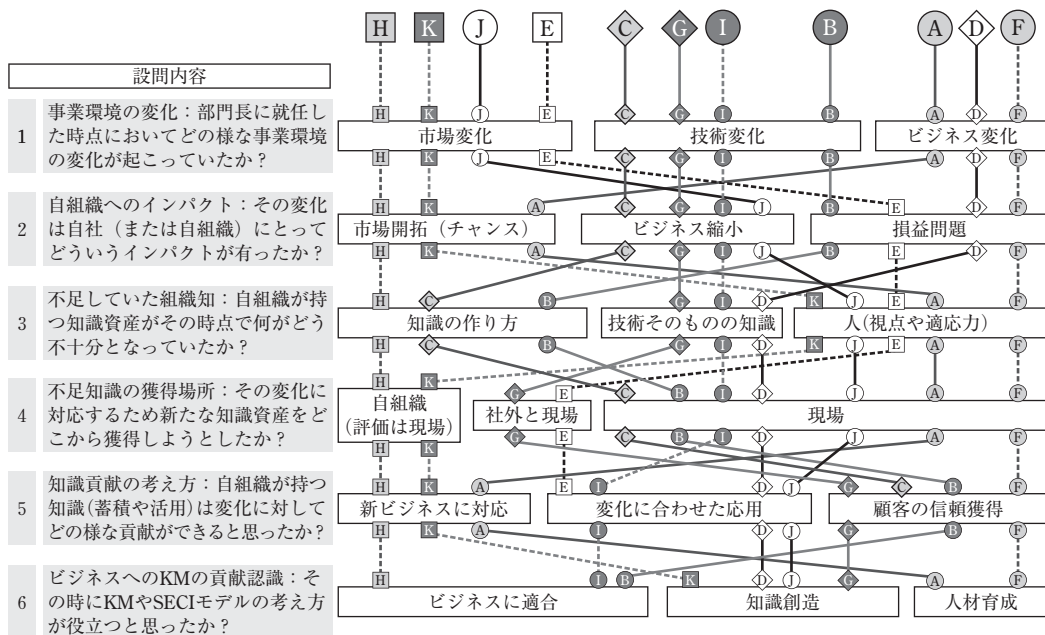 H K J E C G I B A D F
設問内容
1 事業環境の変化：部門長に就任し
た時点においてどの様な事業環境
の変化が起こっていたか？
H K J E C G I B A D F
市場変化 技術変化 ビジネス変化
H K J E C G I B A D F
2 自組織へのインパクト：その変化
は自社（または自組織）にとって
どういうインパクトが有ったか？
H K A C G I J B E D F
市場開拓（チャンス） ビジネス縮小 損益問題
H K A C G I J B E D F
3 不足していた組織知：自組織が持
つ知識資産がその時点で何がどう
不十分となっていたか？
H C B G I D K J E A F
知識の作り方 技術そのものの知識 人(視点や適応力)
H C B G I D K J E A F
4 不足知識の獲得場所：その変化に
対応するため新たな知識資産をど
こから獲得しようとしたか？
H K G E C B I D J A F
自組織
(評価は現場)
社外と現場 現場
H K G E C B I D J A F
5 知識貢献の考え方：自組織が持つ
知識(蓄積や活用)は変化に対して
どの様な貢献ができると思ったか？
H K A E I D J G C B F
新ビジネスに対応 変化に合わせた応用 顧客の信頼獲得
H K A I D J G B F
6 ビジネスへのKMの貢献認識：そ
の時にKMやSECIモデルの考え方
が役立つと思ったか？
H I B K D J G A F
ビジネスに適合 知識創造 人材育成